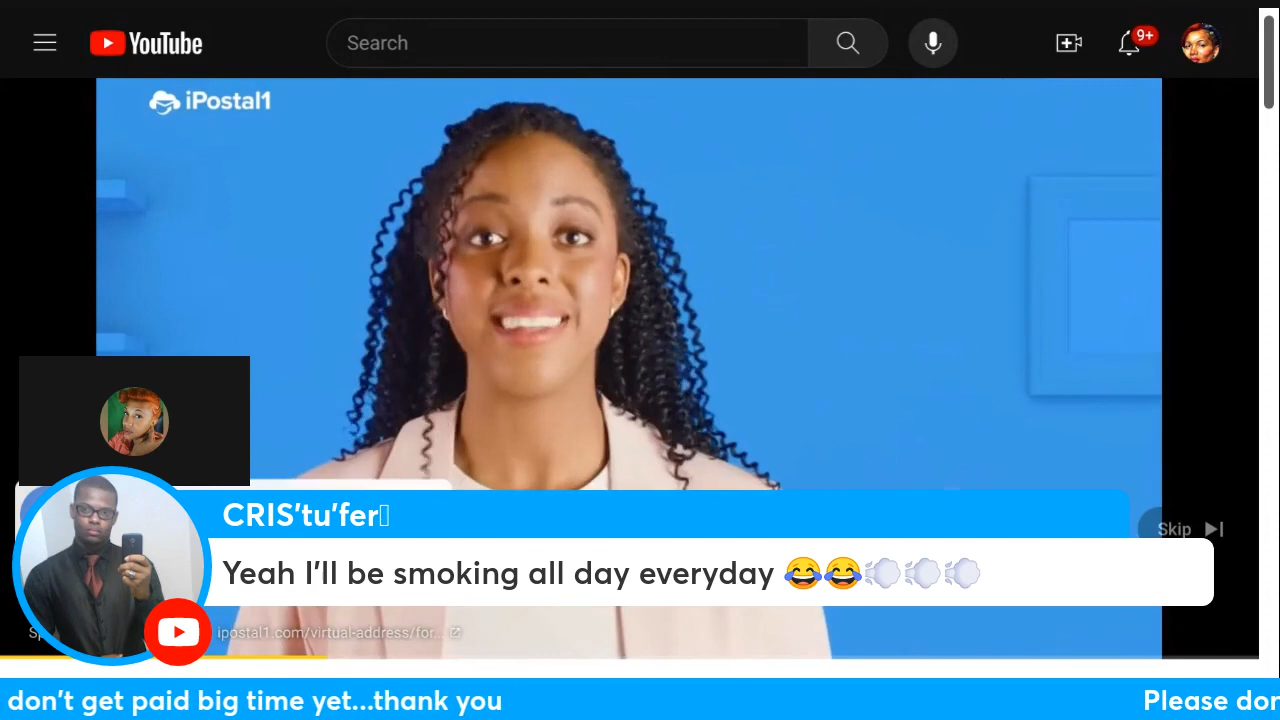 YouTube
Search
9+
iPostal1
CRIS'tu'fer
Yeah I'll be smoking all day everyday 😂😂💨💨💨
Skip
ipostal1.com/virtual-address/for...
don't get paid big time yet...thank you
Please don